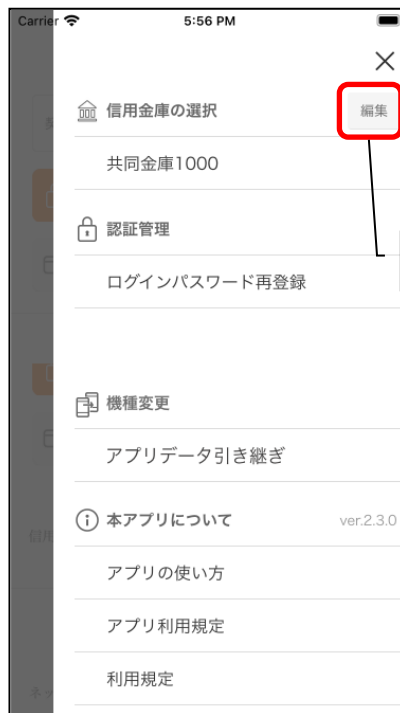 Carrier 5:56 PM
信用金庫の選択 編集
共同金庫1000
認証管理
ログインパスワード再登録
機種変更
アプリデータ引き継ぎ
本アプリについて ver.2.3.0
信用
アプリの使い方
アプリ利用規定
利用規定
ネッ